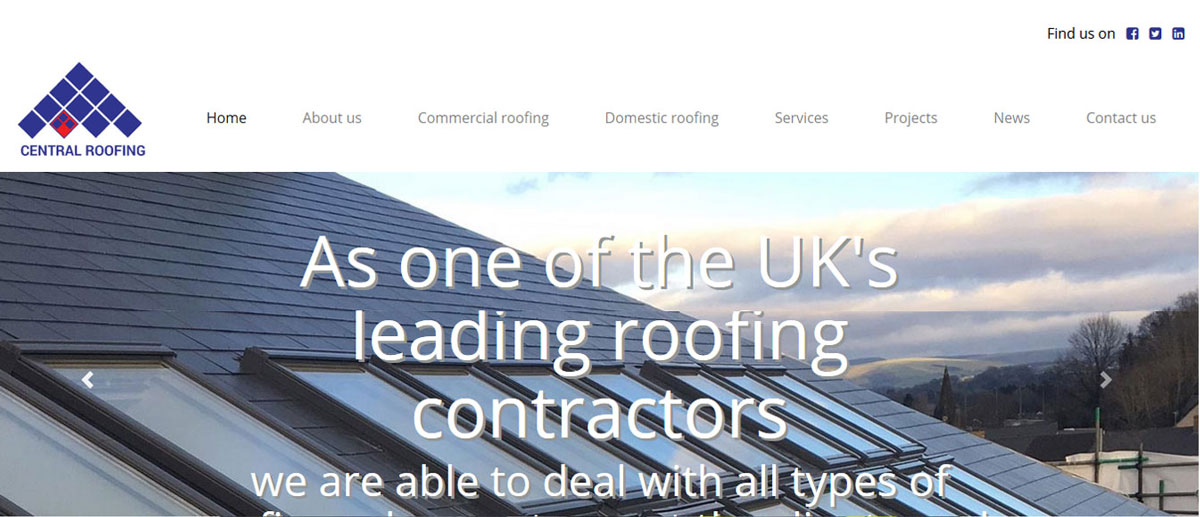 Find us on
CENTRAL ROOFING
Home About us Commercial roofing Domestic roofing Services Projects News Contact us
As one of the UK's
leading roofing
contractors
we are able to deal with all types of